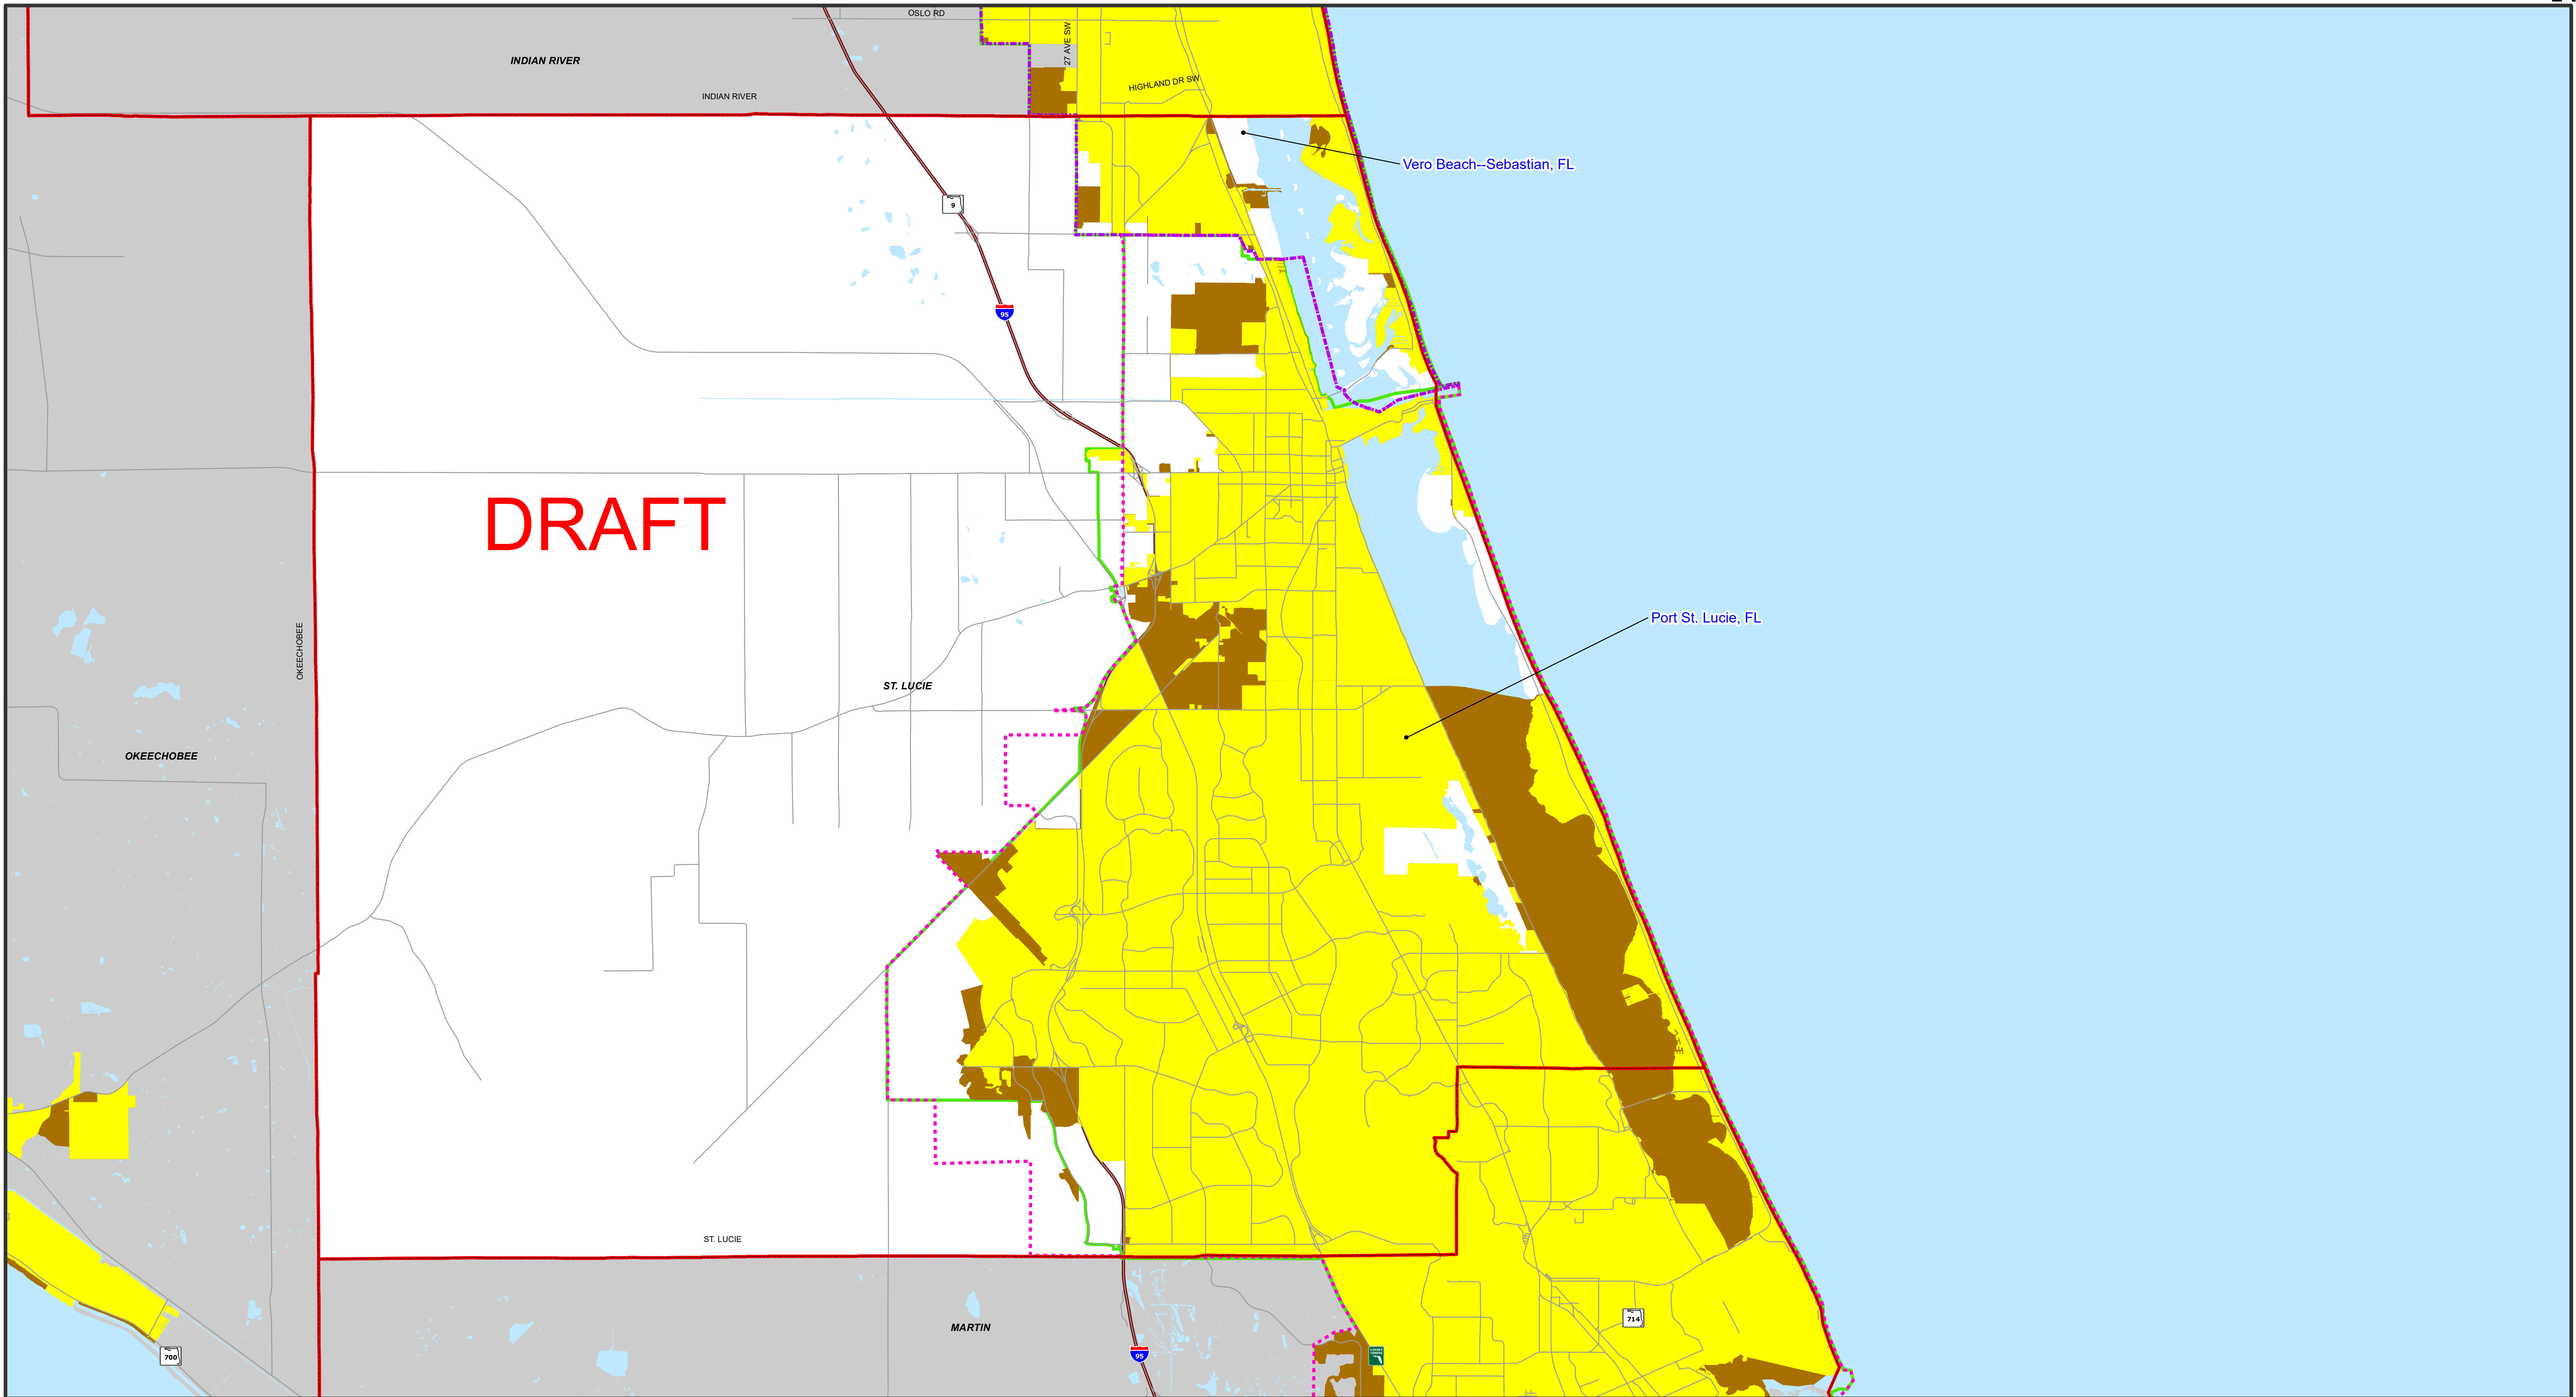 OSLO RD
27 AVE SW
INDIAN RIVER
HIGHLAND DR SW
INDIAN RIVER
Vero Beach--Sebastian, FL
9
95
DRAFT
Port St. Lucie, FL
OKEECHOBEE
ST. LUCIE
OKEECHOBEE
ST. LUCIE
MARTIN
714
700
95